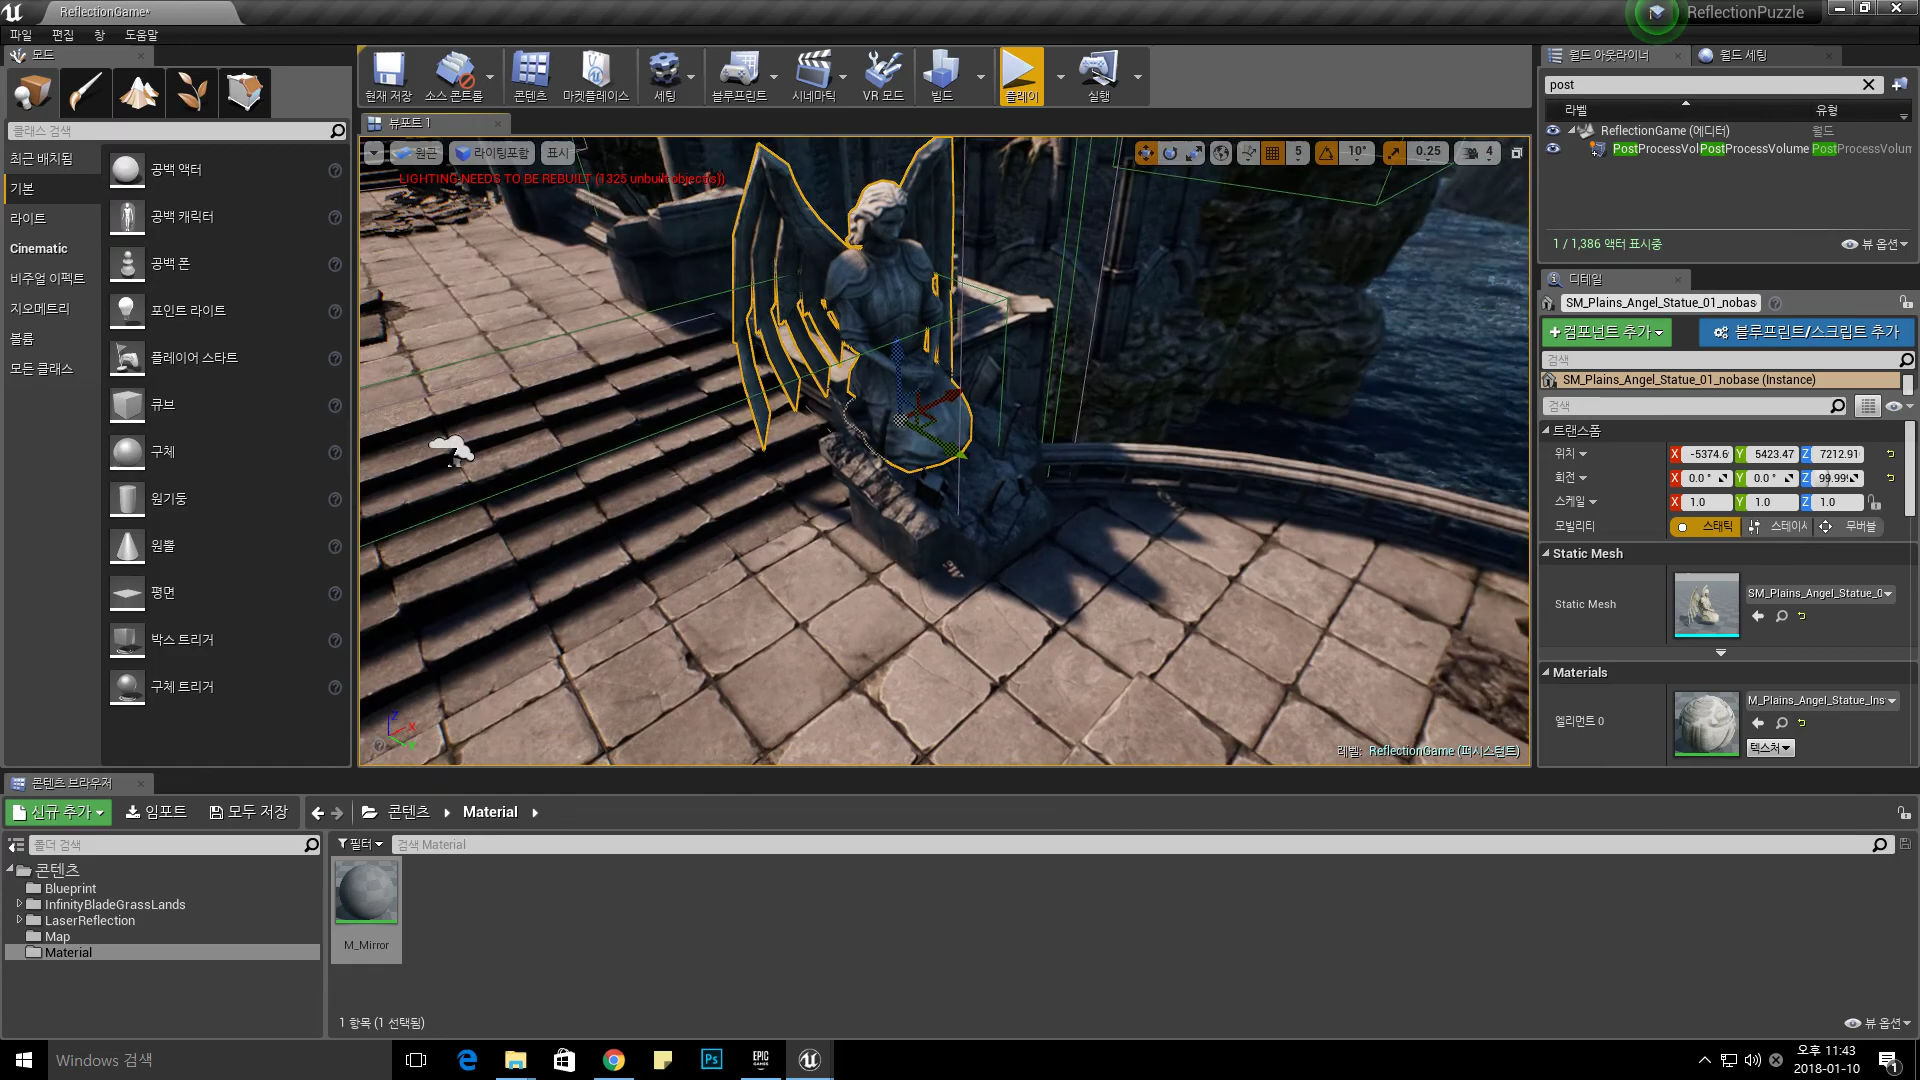 ReflectionGame*
ReflectionPuzzle
파일 편집 창 도움말
모드
현재 저장 소스 콘트롤 콘텐츠 마켓플레이스 세팅 블루프린트 시네마틱 VR 모드 빌드 플레이 실행
월드 아웃라이너 월드 세팅
post
라벨 유형
ReflectionGame (에디터) 월드
PostProcessVol PostProcessVolume PostProcessVolum
1 / 1,386 액터 표시중 뷰 옵션
클래스 검색
최근 배치됨
기본
라이트
Cinematic
비주얼 이펙트
지오메트리
볼륨
모든 클래스
공백 액터
공백 캐릭터
공백 폰
포인트 라이트
플레이어 스타트
큐브
구체
원기둥
원뿔
평면
박스 트리거
구체 트리거
뷰포트 1
원근 라이팅포함 표시
5 10° 0.25 4
LIGHTING NEEDS TO BE REBUILT (1325 unbuilt object(s))
Z
X
Y
레벨: ReflectionGame (퍼시스턴트)
디테일
SM_Plains_Angel_Statue_01_nobas
+컴포넌트 추가 블루프린트/스크립트 추가
검색
SM_Plains_Angel_Statue_01_nobase (Instance)
검색
트랜스폼
위치 X -5374.6 Y 5423.47 Z 7212.91
회전 X 0.0 ° Y 0.0 ° Z 99.99
스케일 X 1.0 Y 1.0 Z 1.0
모빌리티 스태틱 스테이시 무버블
Static Mesh
Static Mesh SM_Plains_Angel_Statue_0
Materials
엘리먼트 0 M_Plains_Angel_Statue_Ins
텍스처
콘텐츠 브라우저
신규 추가 임포트 모두 저장 콘텐츠 Material
폴더 검색
필터 검색 Material
콘텐츠
Blueprint
InfinityBladeGrassLands
LaserReflection
Map
Material
M_Mirror
1 항목 (1 선택됨) 뷰 옵션
Windows 검색
Ps
EPIC
GAMES
오후 11:43
2018-01-10
1